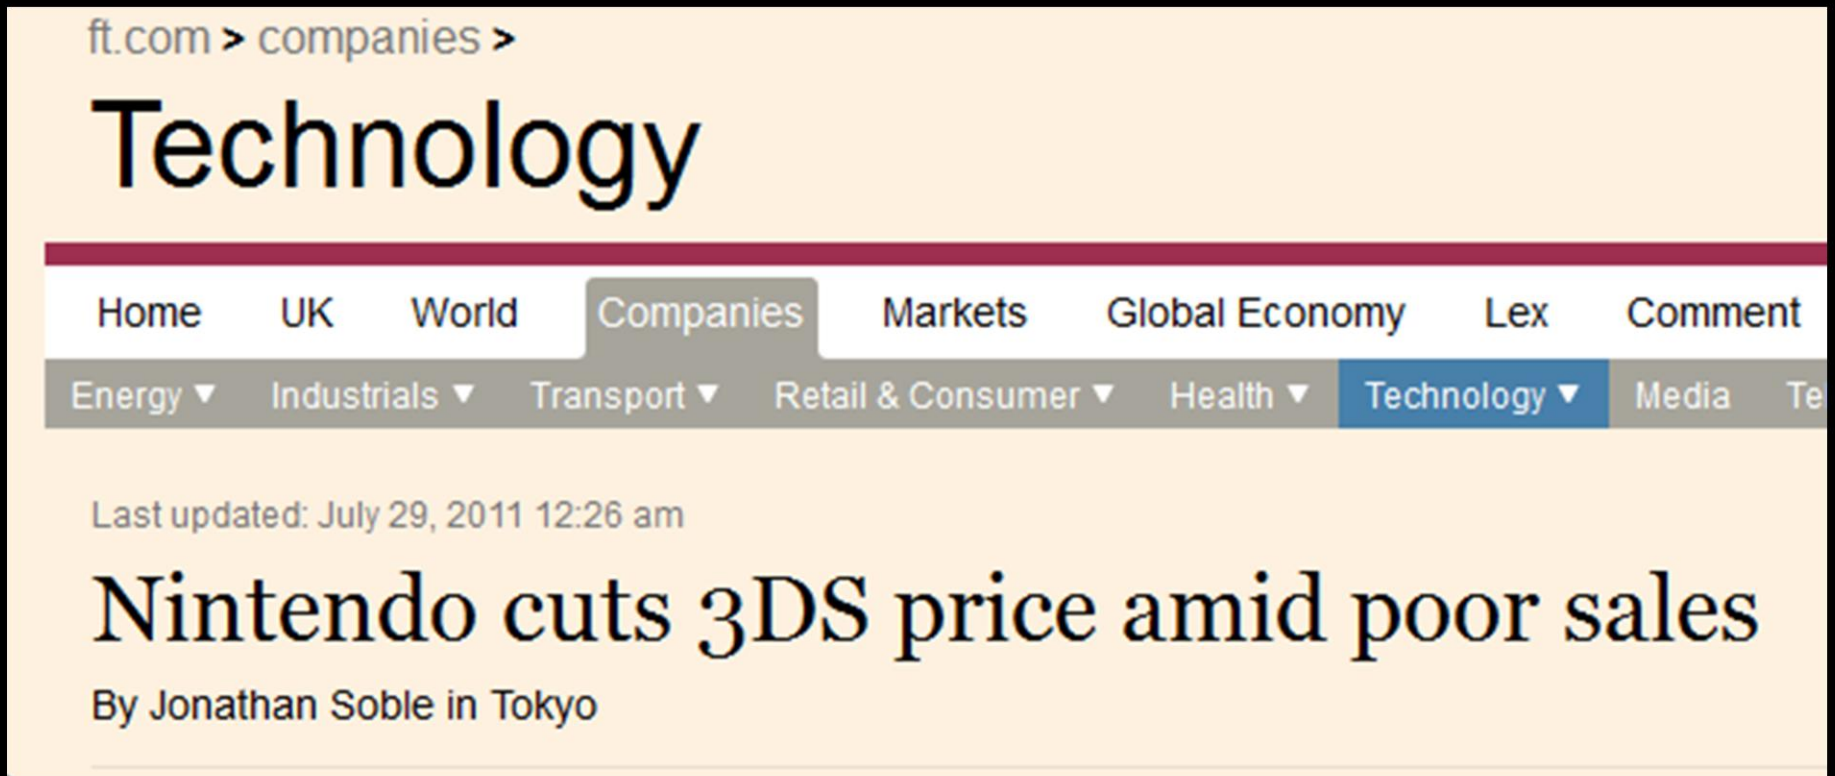 ft.com > companies >
Technology
Home UK World Companies Markets Global Economy Lex Comment
Energy ▼ Industrials ▼ Transport ▼ Retail & Consumer ▼ Health ▼ Technology ▼ Media
Last updated: July 29, 2011 12:26 am
Nintendo cuts 3DS price amid poor sales
By Jonathan Soble in Tokyo